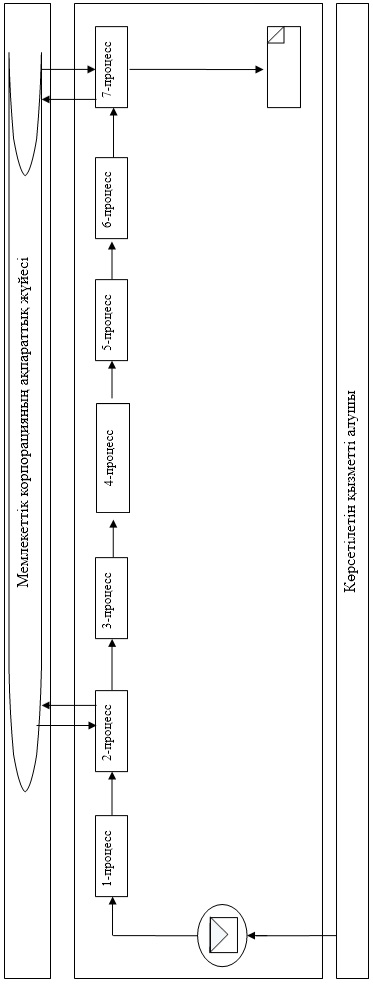 Мемлекеттік корпорацияның ақпараттық жүйесі
1-процесс
2-процесс
3-процесс
4-процесс
5-процесс
6-процесс
7-процесс
Көрсетілетін қызметті алушы